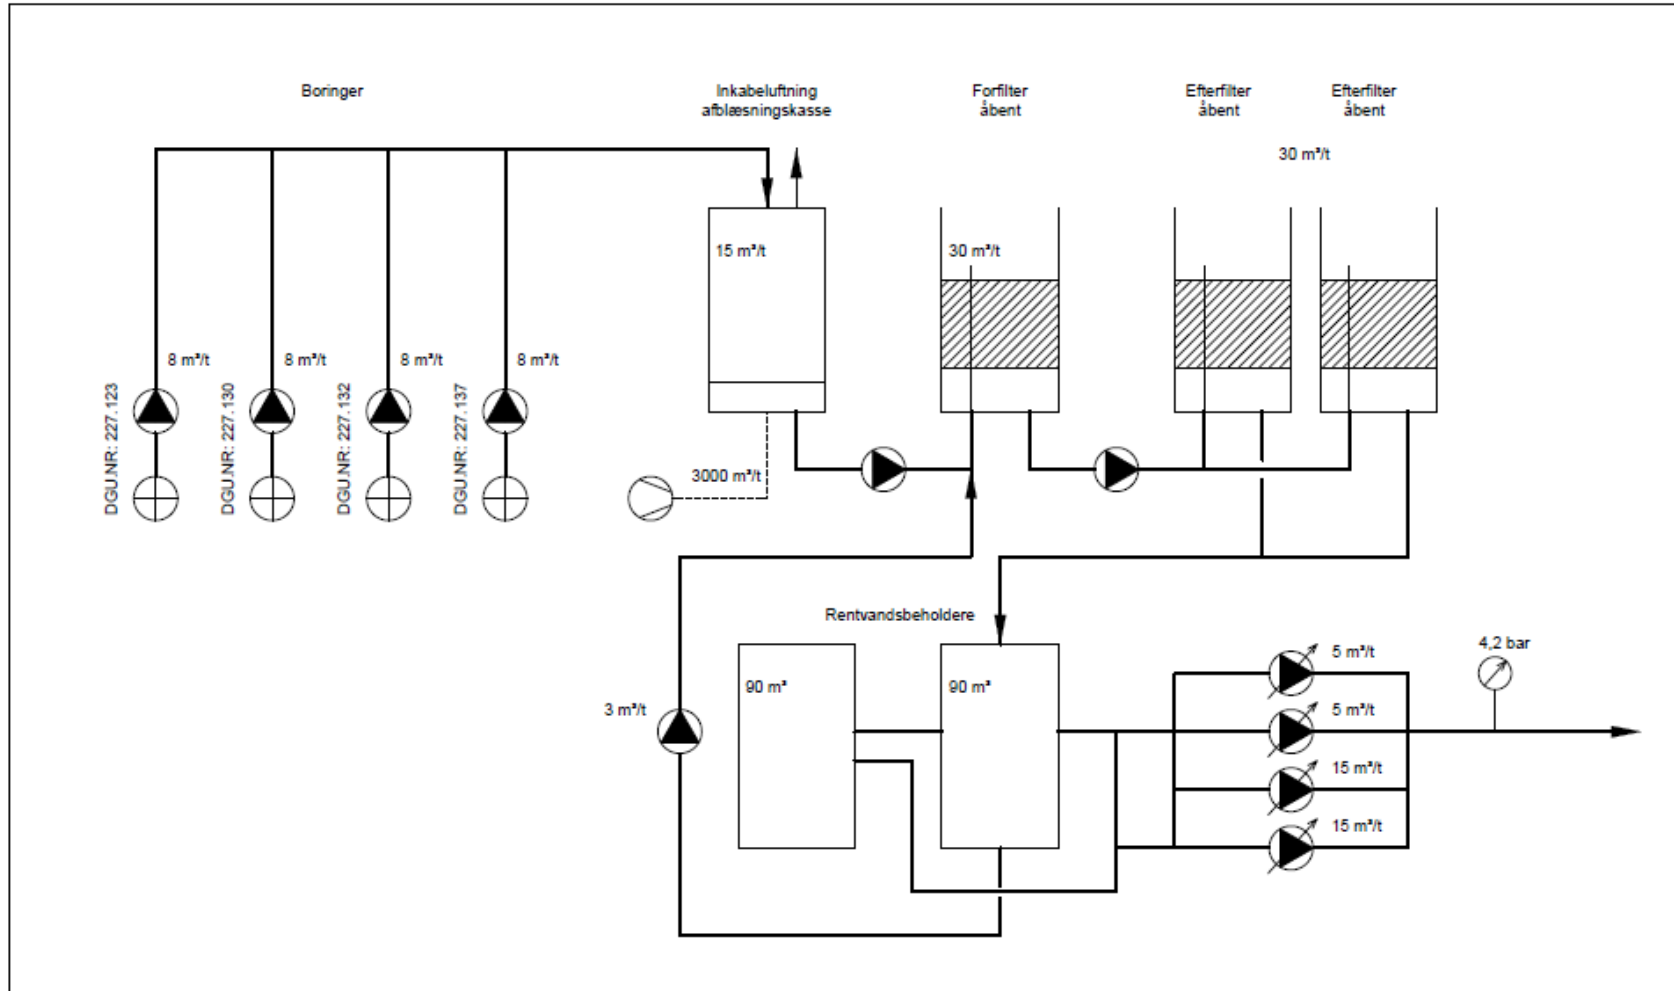 Boringer
Inkabeluftning
afblæsningskasse
Forfilter
åbent
Efterfilter
åbent
Efterfilter
åbent
30 m³/t
15 m³/t
30 m³/t
8 m³/t
8 m³/t
8 m³/t
8 m³/t
DGU.NR: 227.123
DGU.NR: 227.130
DGU.NR: 227.132
DGU.NR: 227.137
3000 m³/t
Rentvandsbeholdere
90 m³
90 m³
3 m³/t
5 m³/t
5 m³/t
15 m³/t
15 m³/t
4,2 bar